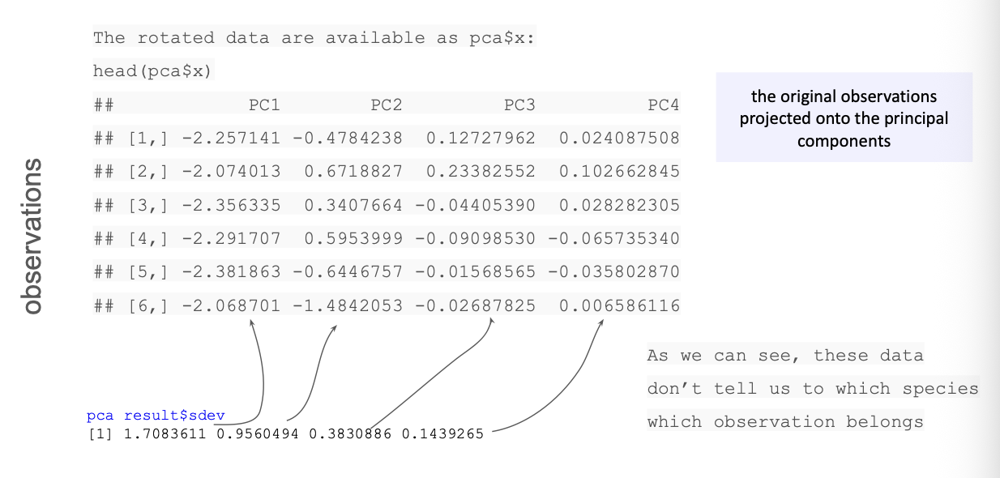 The rotated data are available as pca$x:
head(pca$x)
## PC1 PC2 PC3 PC4
## [1,] -2.257141 -0.4784238 0.12727962 0.024087508
## [2,] -2.074013 0.6718827 0.23382552 0.102662845
## [3,] -2.356335 0.3407664 -0.04405390 0.028282305
## [4,] -2.291707 0.5953999 -0.09098530 -0.065735340
## [5,] -2.381863 -0.6446757 -0.01568565 -0.035802870
## [6,] -2.068701 -1.4842053 -0.02687825 0.006586116
the original observations
projected onto the principal
components
observations
As we can see, these data
don’t tell us to which species
which observation belongs
pca result$sdev
[1] 1.7083611 0.9560494 0.3830886 0.1439265